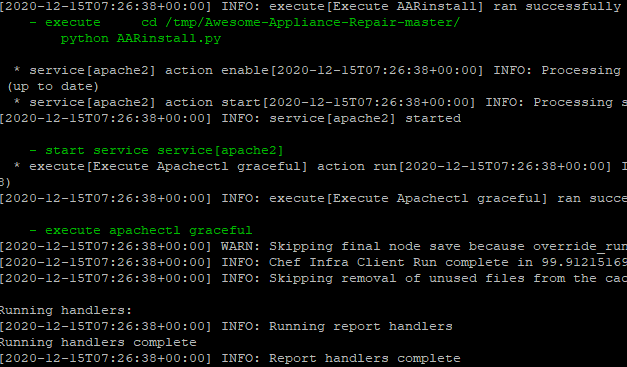 [2020-12-15T07:26:38+00:00] INFO: execute[Execute AARinstall] ran successfully
- execute cd /tmp/Awesome-Appliance-Repair-master/
python AARinstall.py
* service[apache2] action enable[2020-12-15T07:26:38+00:00] INFO: Processing
(up to date)
* service[apache2] action start[2020-12-15T07:26:38+00:00] INFO: Processing s
[2020-12-15T07:26:38+00:00] INFO: service[apache2] started
- start service service[apache2]
* execute[Execute Apachectl graceful] action run[2020-12-15T07:26:38+00:00] I
8)
[2020-12-15T07:26:38+00:00] INFO: execute[Execute Apachectl graceful] ran succe
- execute apachectl graceful
[2020-12-15T07:26:38+00:00] WARN: Skipping final node save because override_run
[2020-12-15T07:26:38+00:00] INFO: Chef Infra Client Run complete in 99.91215169
[2020-12-15T07:26:38+00:00] INFO: Skipping removal of unused files from the cac
Running handlers:
[2020-12-15T07:26:38+00:00] INFO: Running report handlers
Running handlers complete
[2020-12-15T07:26:38+00:00] INFO: Report handlers complete